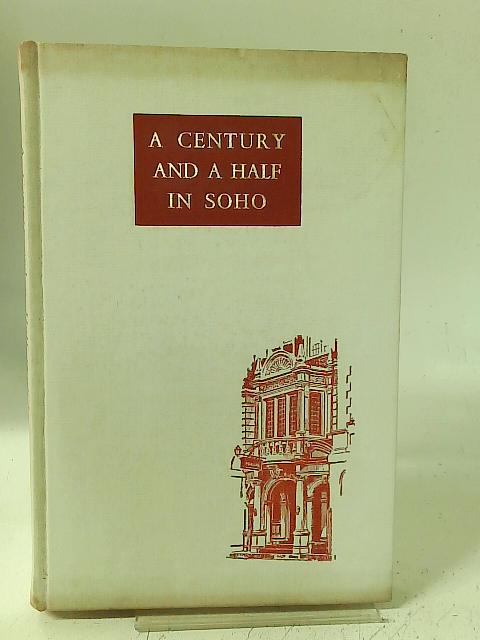 A CENTURY
AND A HALF
IN SOHO